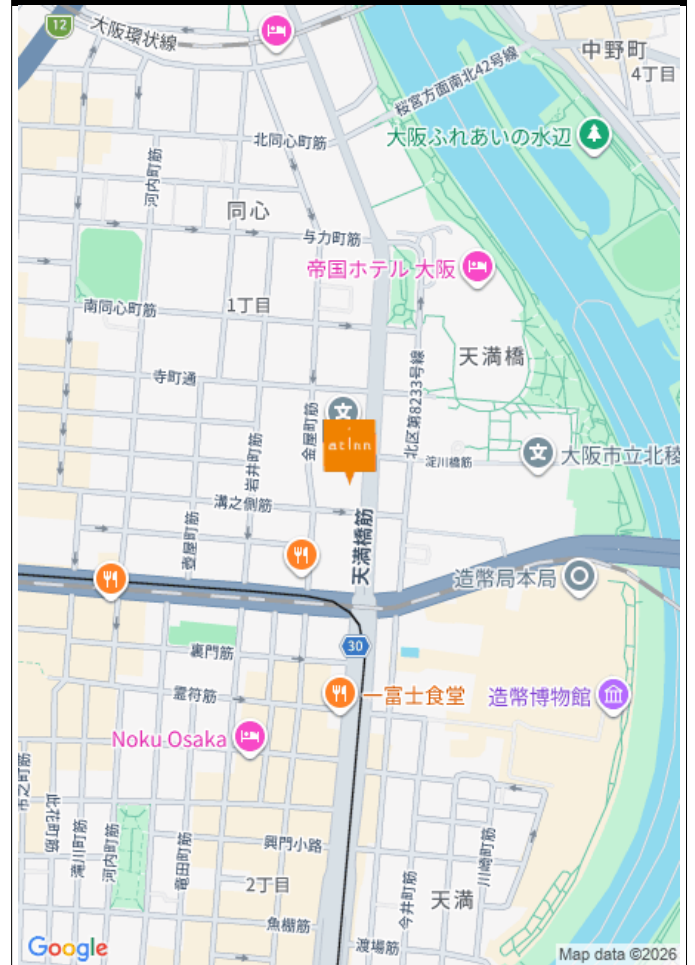 12
大阪環状線
中野町
4丁目
桜宮方面南北42号線
北同心町筋
大阪ふれあいの水辺
河内町筋
同心
与力町筋
帝国ホテル 大阪
南同心町筋
1丁目
天満橋
北区第8233号線
寺町通
金屋町筋
文
atinn
岩井町筋
淀川橋筋
文
大阪市立北稜
溝之側筋
壺屋町筋
天満橋筋
造幣局本局
30
裏門筋
霊符筋
一富士食堂
造幣博物館
Noku Osaka
市之町筋
此花町筋
滝川町筋
河内町筋
竜田町筋
興門小路
川崎町筋
2丁目
今井町筋
天満
魚棚筋
渡場筋
Google
Map data ©2026